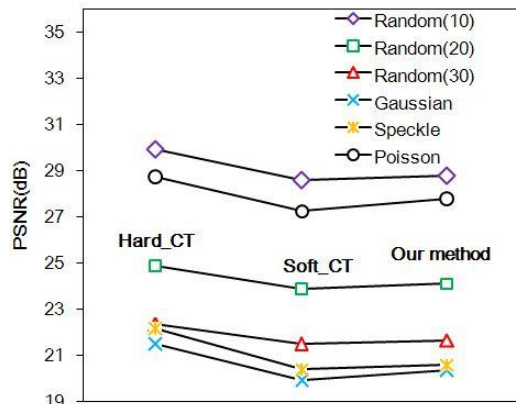 35
33
31
29
27
25
23
21
19
PSNR(dB)
Random(10)
Random(20)
Random(30)
Gaussian
Speckle
Poisson
Hard_CT
Soft_CT
Our method